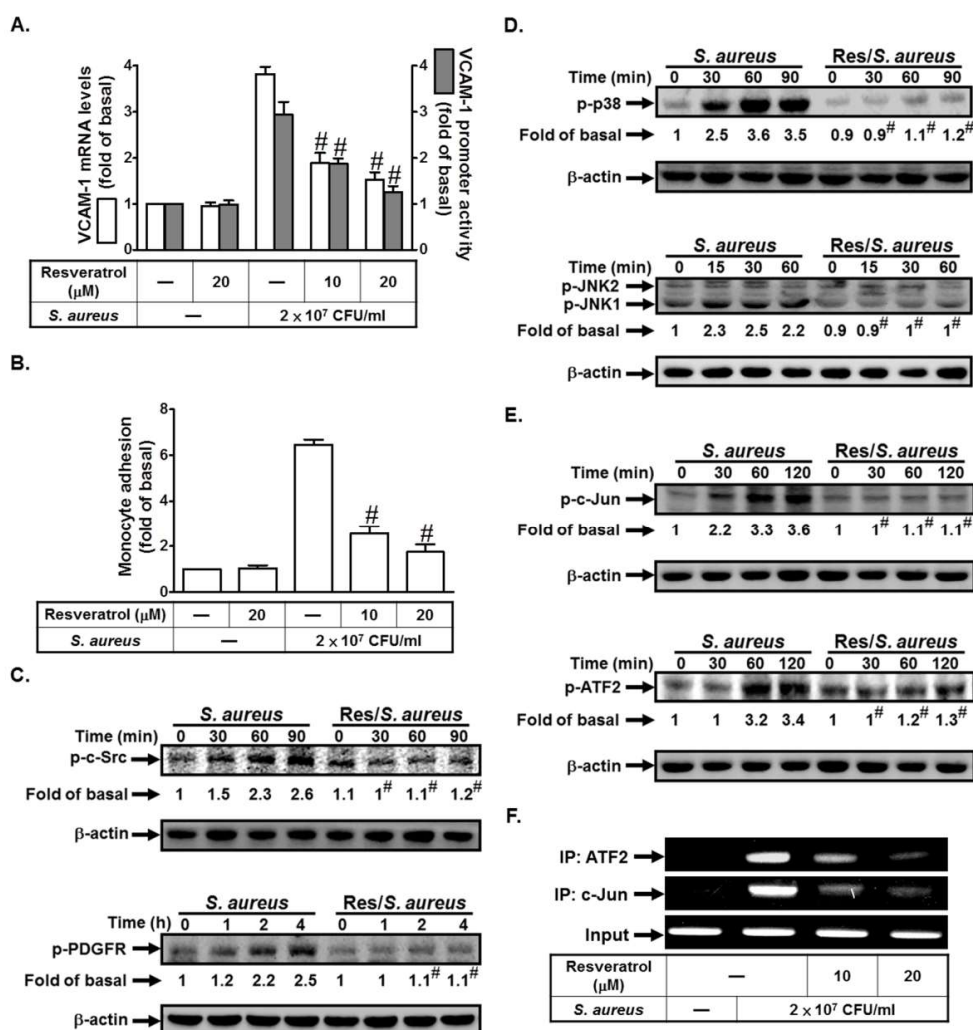 A.
VCAM-1 mRNA levels
(fold of basal)
4
3
2
1
0
# #
# #
4
3
2
1
0
VCAM-1 promoter activity
(fold of basal)
Resveratrol
(μM)
— 20 — 10 20
S. aureus — 2 × 10⁷ CFU/ml
B.
Monocyte adhesion
(fold of basal)
8
6
4
2
0
#
#
Resveratrol (μM) — 20 — 10 20
S. aureus — 2 × 10⁷ CFU/ml
C.
S. aureus Res/S. aureus
Time (min) 0 30 60 90 0 30 60 90
p-c-Src
Fold of basal 1 1.5 2.3 2.6 1.1 1# 1.1# 1.2#
β-actin
S. aureus Res/S. aureus
Time (h) 0 1 2 4 0 1 2 4
p-PDGFR
Fold of basal 1 1.2 2.2 2.5 1 1 1.1# 1.1#
β-actin
D.
S. aureus Res/S. aureus
Time (min) 0 30 60 90 0 30 60 90
p-p38
Fold of basal 1 2.5 3.6 3.5 0.9 0.9# 1.1# 1.2#
β-actin
S. aureus Res/S. aureus
Time (min) 0 15 30 60 0 15 30 60
p-JNK2
p-JNK1
Fold of basal 1 2.3 2.5 2.2 0.9 0.9# 1# 1#
β-actin
E.
S. aureus Res/S. aureus
Time (min) 0 30 60 120 0 30 60 120
p-c-Jun
Fold of basal 1 2.2 3.3 3.6 1 1# 1.1# 1.1#
β-actin
S. aureus Res/S. aureus
Time (min) 0 30 60 120 0 30 60 120
p-ATF2
Fold of basal 1 1 3.2 3.4 1 1# 1.2# 1.3#
β-actin
F.
IP: ATF2
IP: c-Jun
Input
Resveratrol
(μM)
— 10 20
S. aureus — 2 × 10⁷ CFU/ml